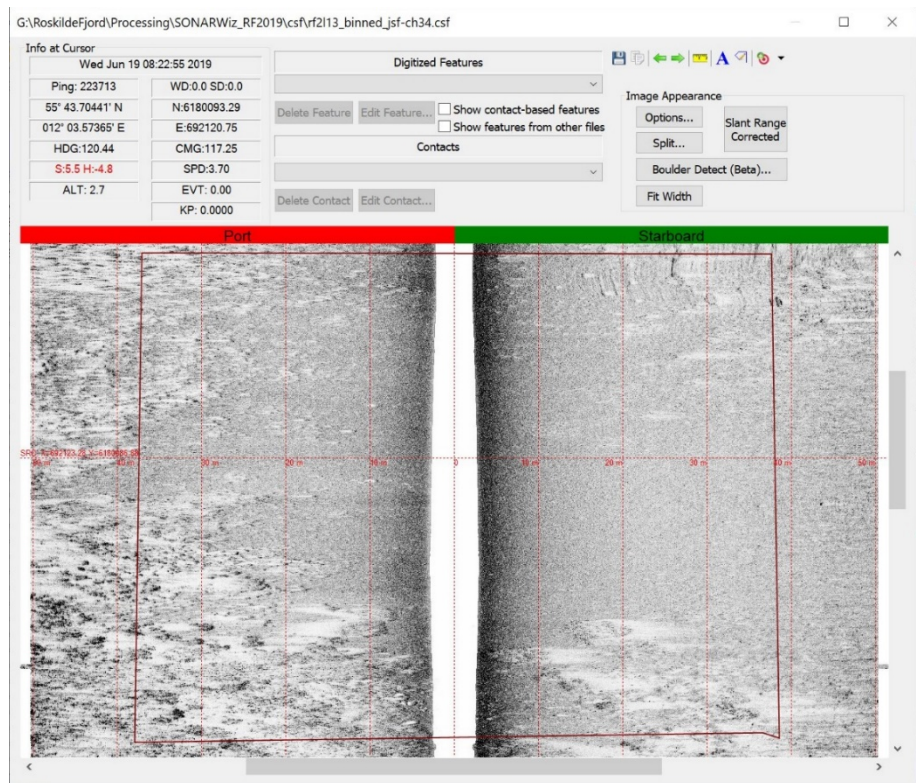 G:\RoskildeFjord\Processing\SONARWiz_RF2019\csf\rf2l13_binned_jsf-ch34.csf
Info at Cursor
Wed Jun 19 08:22:55 2019
Ping: 223713 WD:0.0 SD:0.0
55° 43.70441' N N:6180093.29
012° 03.57365' E E:692120.75
HDG:120.44 CMG:117.25
S:5.5 H:-4.8 SPD:3.70
ALT: 2.7 EVT: 0.00
KP: 0.0000
Digitized Features
Delete Feature Edit Feature... Show contact-based features
Show features from other files
Contacts
Delete Contact Edit Contact...
Image Appearance
Options... Slant Range Corrected
Split...
Boulder Detect (Beta)...
Fit Width
Port Starboard
40 m 30 m 20 m 10 m 0 10 m 20 m 30 m 40 m 50 m